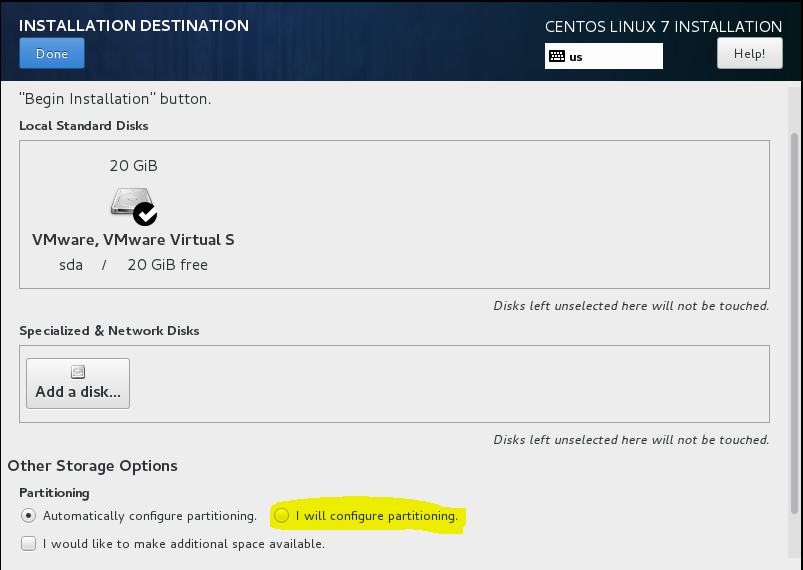 INSTALLATION DESTINATION
CENTOS LINUX 7 INSTALLATION
Done
us
Help!
"Begin Installation" button.
Local Standard Disks
20 GiB
VMware, VMware Virtual S
sda / 20 GiB free
Disks left unselected here will not be touched.
Specialized & Network Disks
Add a disk...
Disks left unselected here will not be touched.
Other Storage Options
Partitioning
Automatically configure partitioning. I will configure partitioning.
I would like to make additional space available.